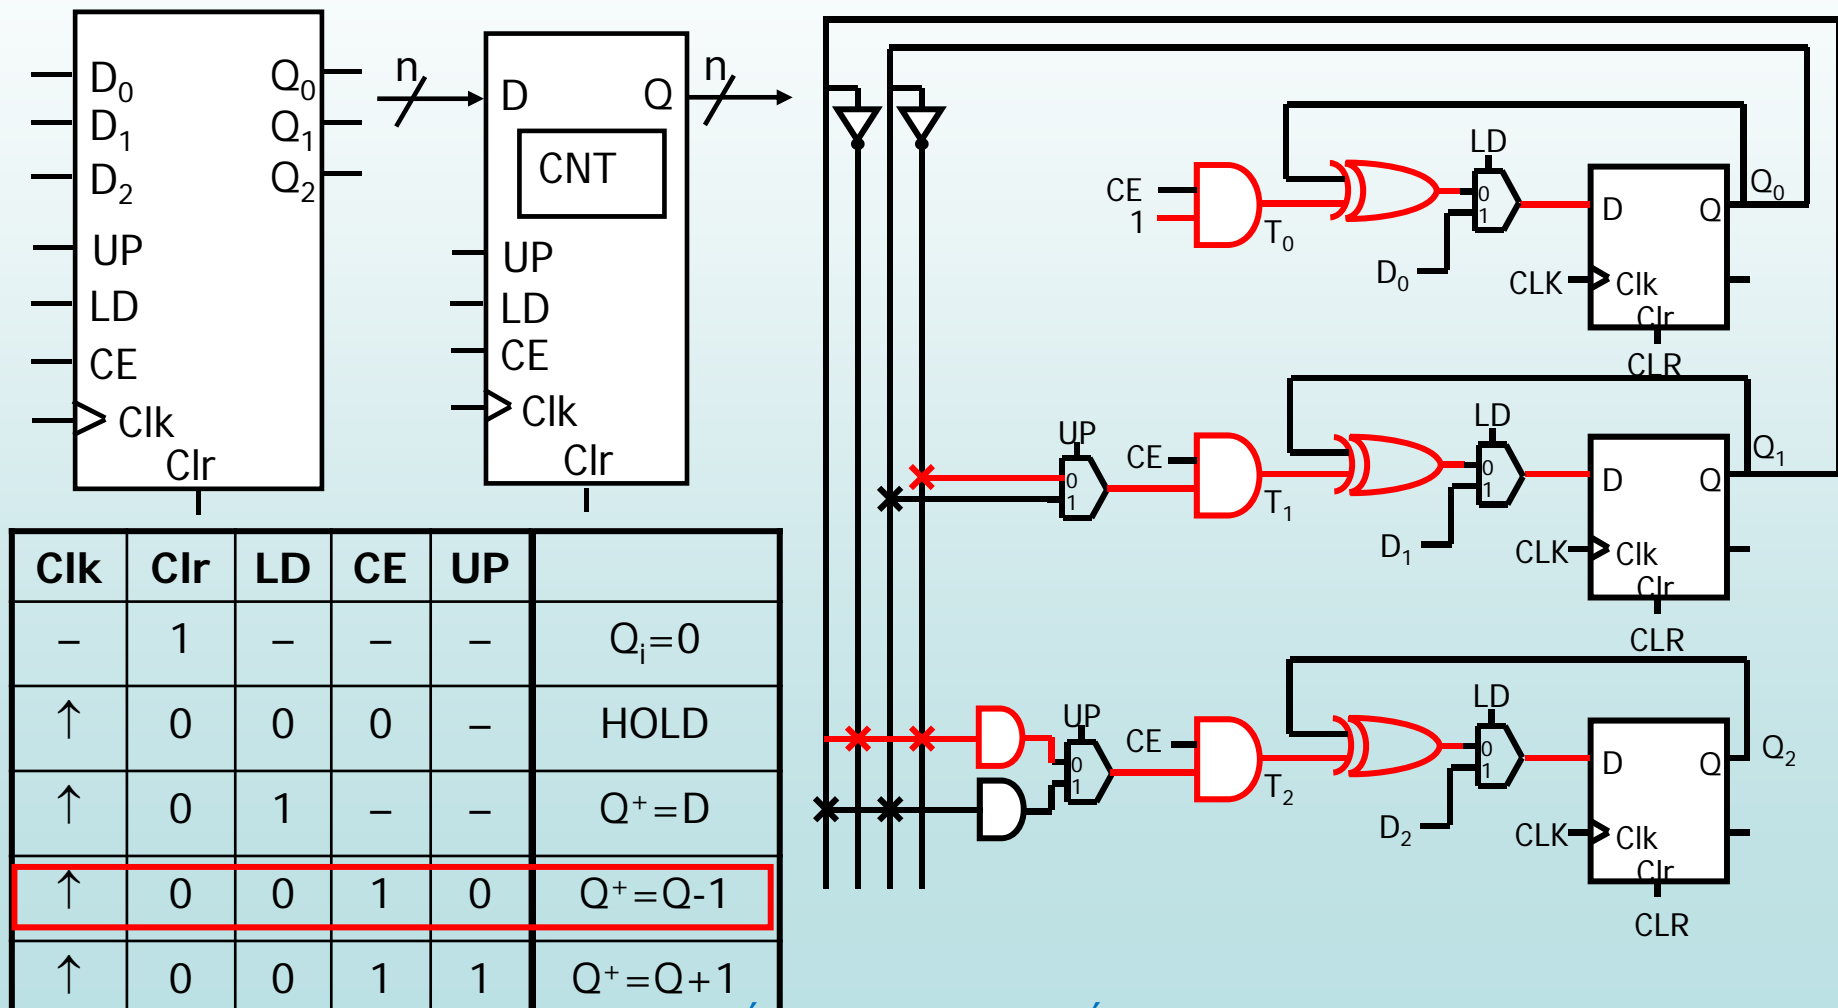 D₀ Q₀
D₁ Q₁
D₂ Q₂
UP
LD
CE
Clk
Clr
n
D Q
n
CNT
UP
LD
CE
Clk
Clr
Clk Clr LD CE UP
– 1 – – – Qᵢ=0
↑ 0 0 0 – HOLD
↑ 0 1 – – Q⁺=D
↑ 0 0 1 0 Q⁺=Q-1
↑ 0 0 1 1 Q⁺=Q+1
LD
CE
1
T₀
0
1
D₀
D Q
Q₀
CLK
Clk
Clr
CLR
UP
0
1
CE
T₁
LD
0
1
D₁
D Q
Q₁
CLK
Clk
Clr
CLR
UP
0
1
CE
T₂
LD
0
1
D₂
D Q
Q₂
CLK
Clk
Clr
CLR